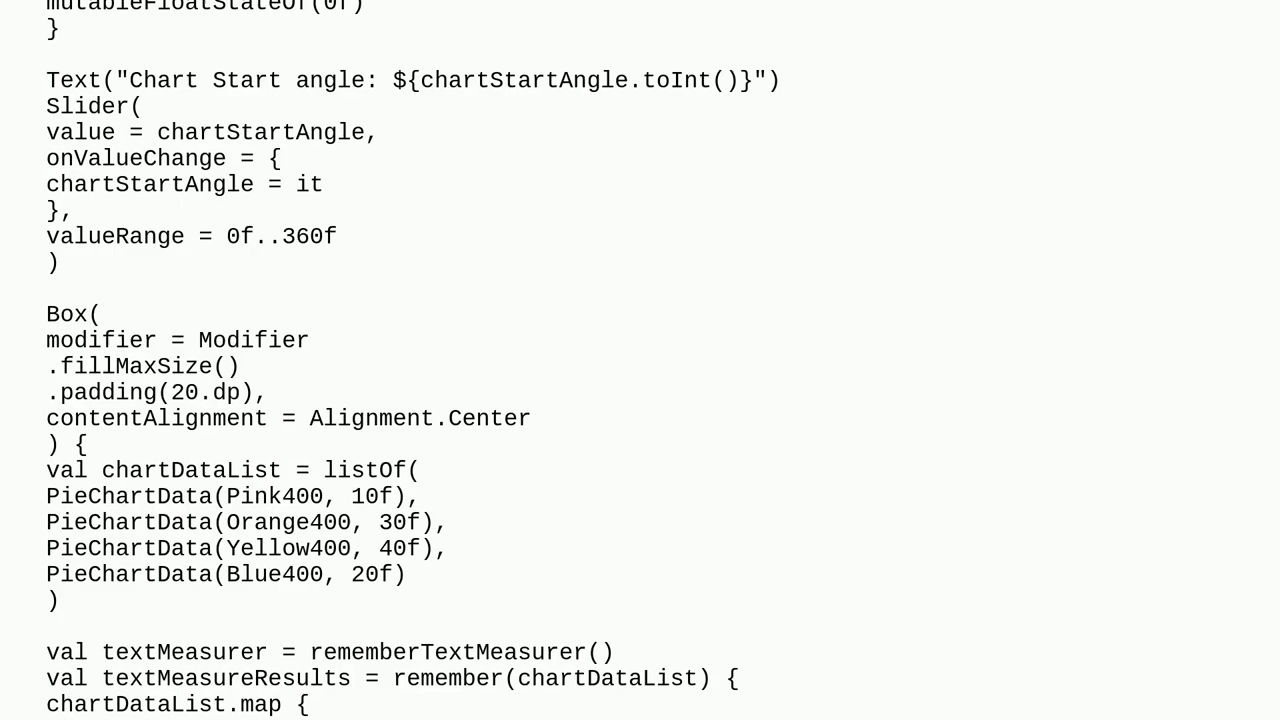 mutableFloatStateOf(0f)
}
Text("Chart Start angle: ${chartStartAngle.toInt()}")
Slider(
value = chartStartAngle,
onValueChange = {
chartStartAngle = it
},
valueRange = 0f..360f
)
Box(
modifier = Modifier
.fillMaxSize()
.padding(20.dp),
contentAlignment = Alignment.Center
) {
val chartDataList = listOf(
PieChartData(Pink400, 10f),
PieChartData(Orange400, 30f),
PieChartData(Yellow400, 40f),
PieChartData(Blue400, 20f)
)
val textMeasurer = rememberTextMeasurer()
val textMeasureResults = remember(chartDataList) {
chartDataList.map {